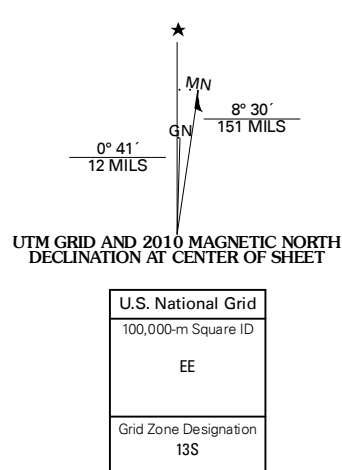 ★
MN
8° 30´
151 MILS
GN
0° 41´
12 MILS
UTM GRID AND 2010 MAGNETIC NORTH
DECLINATION AT CENTER OF SHEET
U.S. National Grid
100,000-m Square ID
EE
Grid Zone Designation
13S